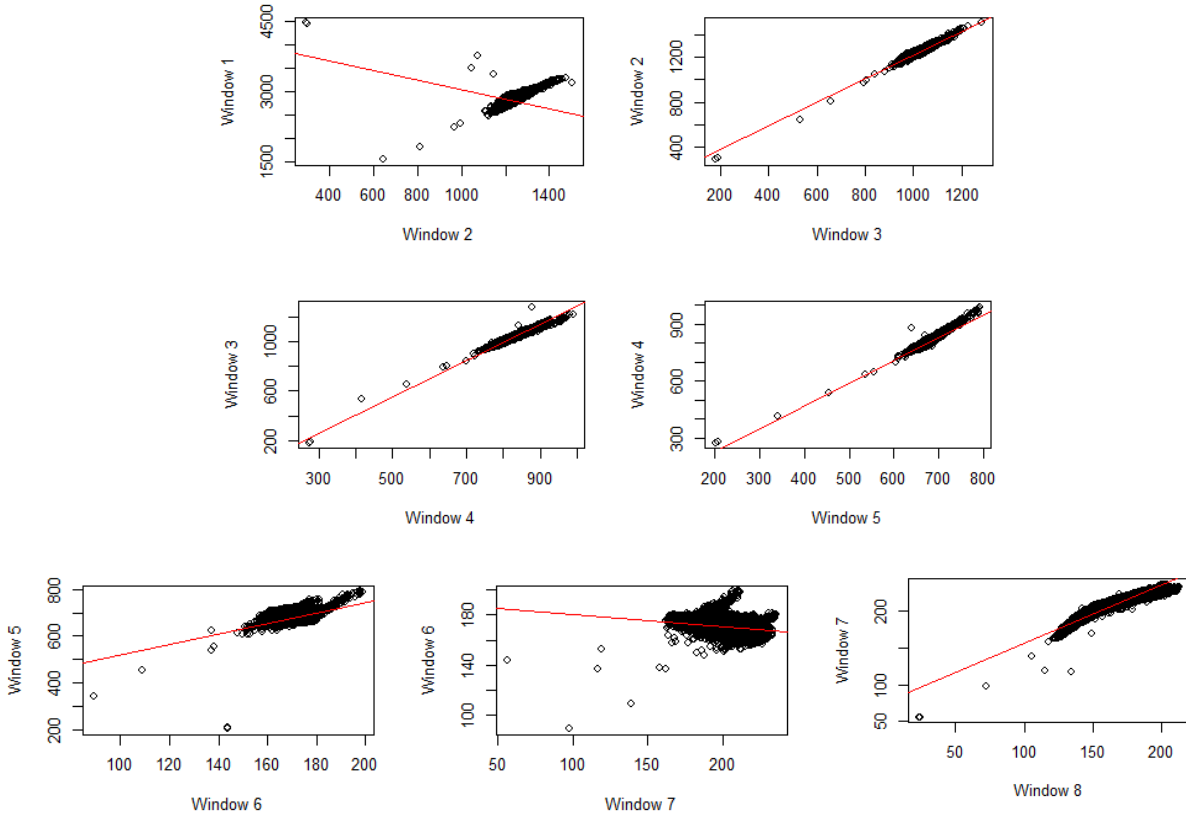 Window 1
1500 3000 4500
400 600 800 1000 1200 1400
Window 2
Window 2
400 800 1200
200 400 600 800 1000 1200
Window 3
Window 3
200 600 1000
300 500 700 900
Window 4
Window 4
300 600 900
200 300 400 500 600 700 800
Window 5
Window 5
200 400 600 800
100 120 140 160 180 200
Window 6
Window 6
100 140 180
50 100 150 200
Window 7
Window 7
50 100 200
50 100 150 200
Window 8